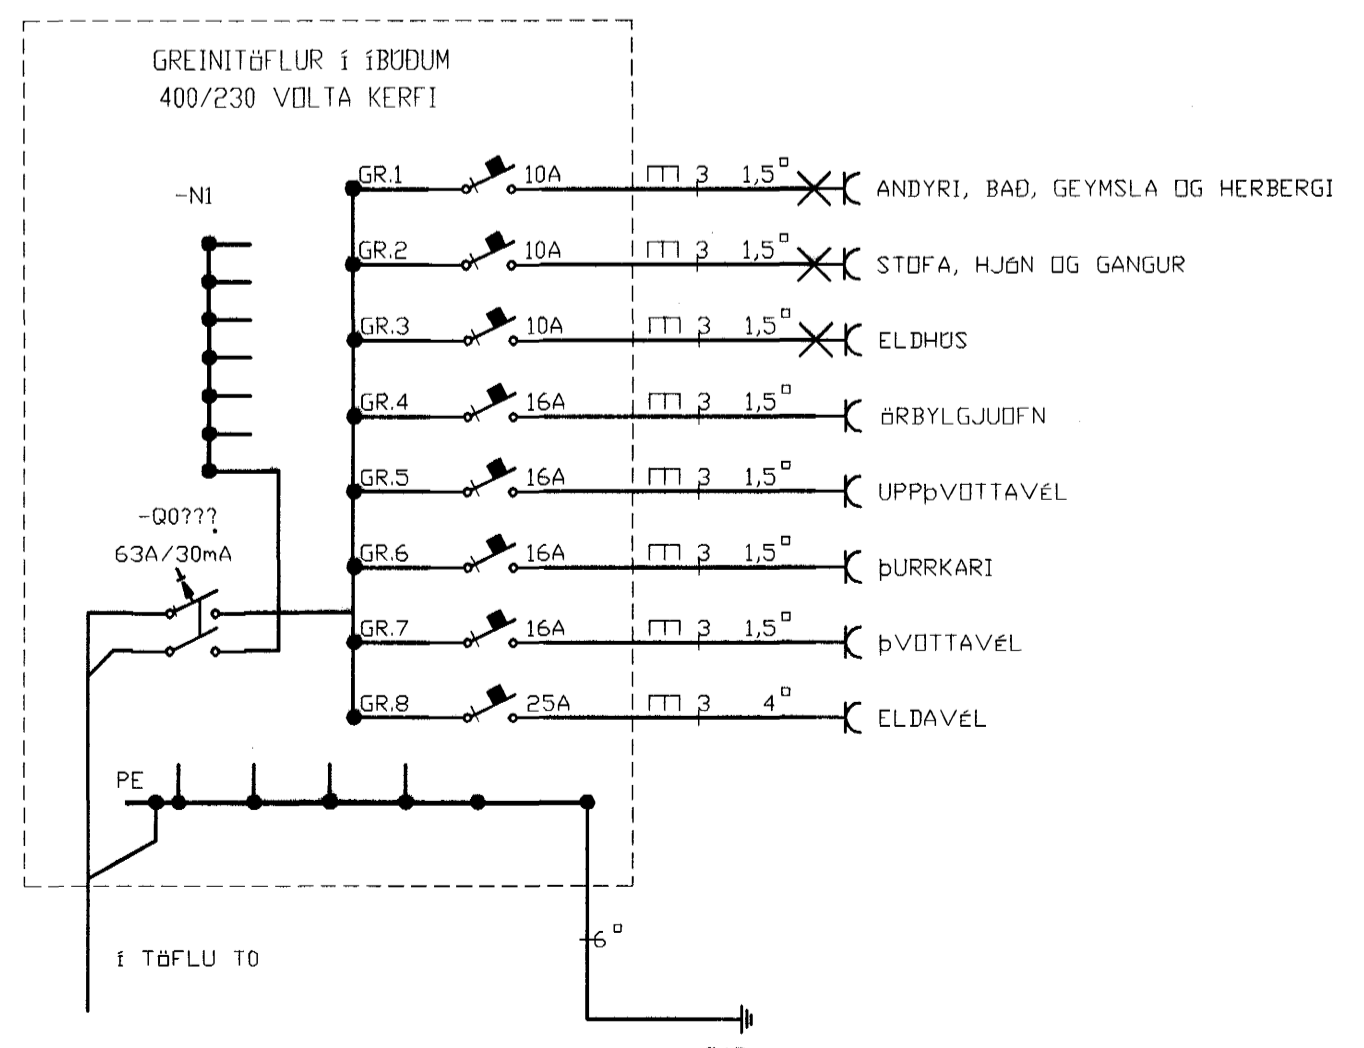 GREINITÖFLUR Í ÍBÚÐUM
400/230 VOLTA KERFI
-N1
GR.1 10A 3 1,5▫ ANDYRI, BAÐ, GEYMSLA OG HERBERGI
GR.2 10A 3 1,5▫ STOFA, HJÓN OG GANGUR
GR.3 10A 3 1,5▫ ELDHÚS
GR.4 16A 3 1,5▫ ÖRBYLGJUOFN
GR.5 16A 3 1,5▫ UPPÞVOTTAVÉL
-Q0???
63A/30mA
GR.6 16A 3 1,5▫ ÞURRKARI
GR.7 16A 3 1,5▫ ÞVOTTAVÉL
GR.8 25A 3 4▫ ELDAVÉL
PE
6▫
Í TÖFLU TO